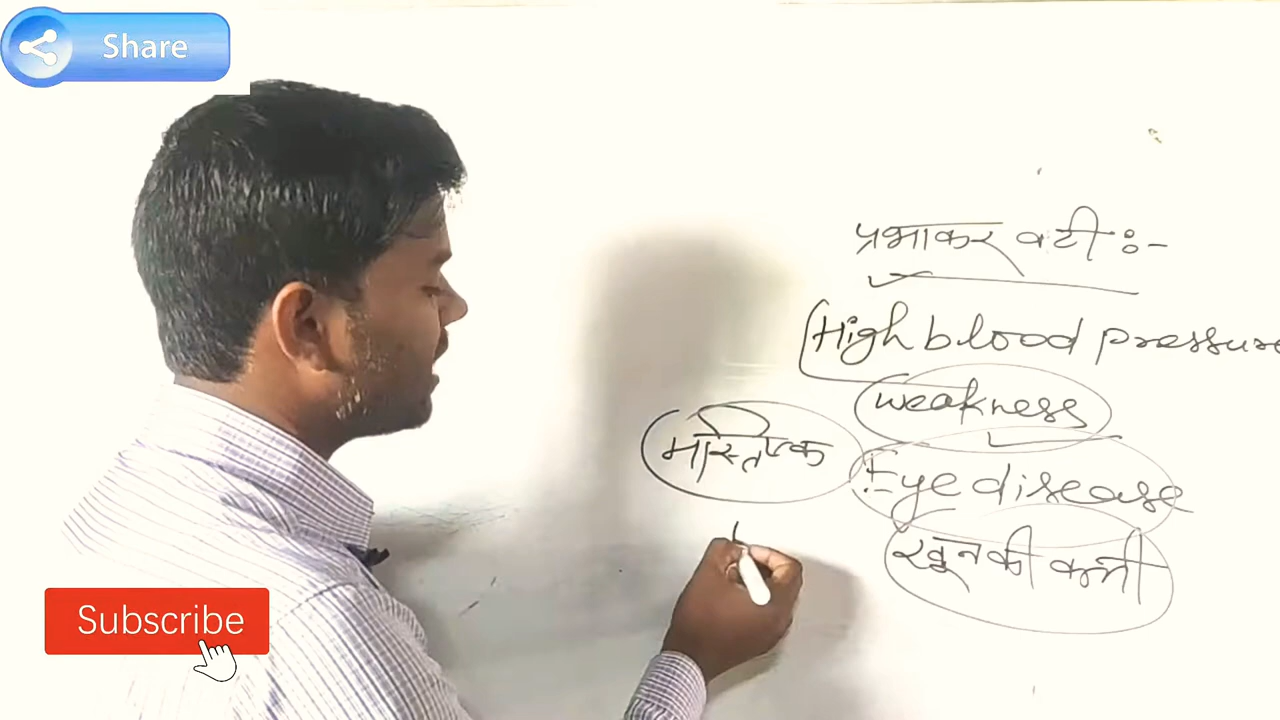 Share
प्रभाकर वटी :-
High blood pressure
weakness
मस्तिष्क
Eye disease
खून की कमी
Subscribe